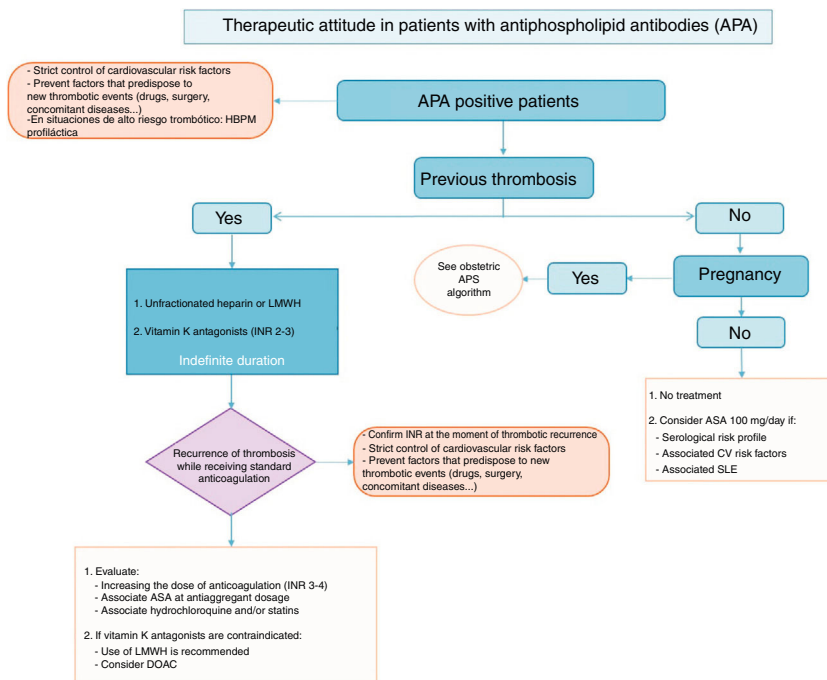 Therapeutic attitude in patients with antiphospholipid antibodies (APA)
- Strict control of cardiovascular risk factors
- Prevent factors that predispose to
new thrombotic events (drugs, surgery,
concomitant diseases...)
-En situaciones de alto riesgo trombótico: HBPM
profiláctica
APA positive patients
Previous thrombosis
Yes
No
1. Unfractionated heparin or LMWH
2. Vitamin K antagonists (INR 2-3)
Indefinite duration
See obstetric
APS
algorithm
Yes
Pregnancy
No
1. No treatment
2. Consider ASA 100 mg/day if:
- Serological risk profile
- Associated CV risk factors
- Associated SLE
Recurrence of thrombosis
while receiving standard
anticoagulation
- Confirm INR at the moment of thrombotic recurrence
- Strict control of cardiovascular risk factors
- Prevent factors that predispose to new
thrombotic events (drugs, surgery,
concomitant diseases...)
1. Evaluate:
- Increasing the dose of anticoagulation (INR 3-4)
- Associate ASA at antiaggregant dosage
- Associate hydrochloroquine and/or statins
2. If vitamin K antagonists are contraindicated:
- Use of LMWH is recommended
- Consider DOAC